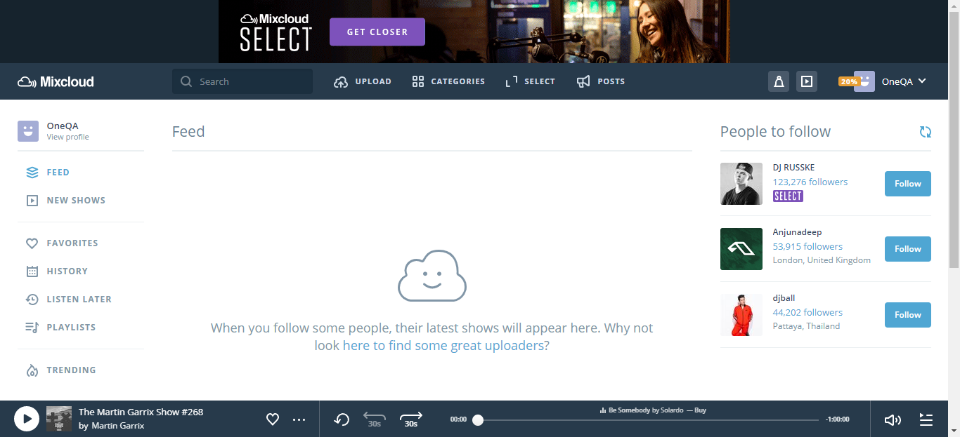 Mixcloud
SELECT
GET CLOSER
Mixcloud
Search
UPLOAD
CATEGORIES
SELECT
POSTS
20%
OneQA
OneQA
View profile
FEED
NEW SHOWS
FAVORITES
HISTORY
LISTEN LATER
PLAYLISTS
TRENDING
Feed
When you follow some people, their latest shows will appear here. Why not
look here to find some great uploaders?
People to follow
DJ RUSSKE
123,276 followers
SELECT
Follow
Anjunadeep
53,915 followers
London, United Kingdom
Follow
djball
44,202 followers
Pattaya, Thailand
Follow
The Martin Garrix Show #268
by Martin Garrix
30s
30s
00:00
Be Somebody by Solardo — Buy
-1:00:00